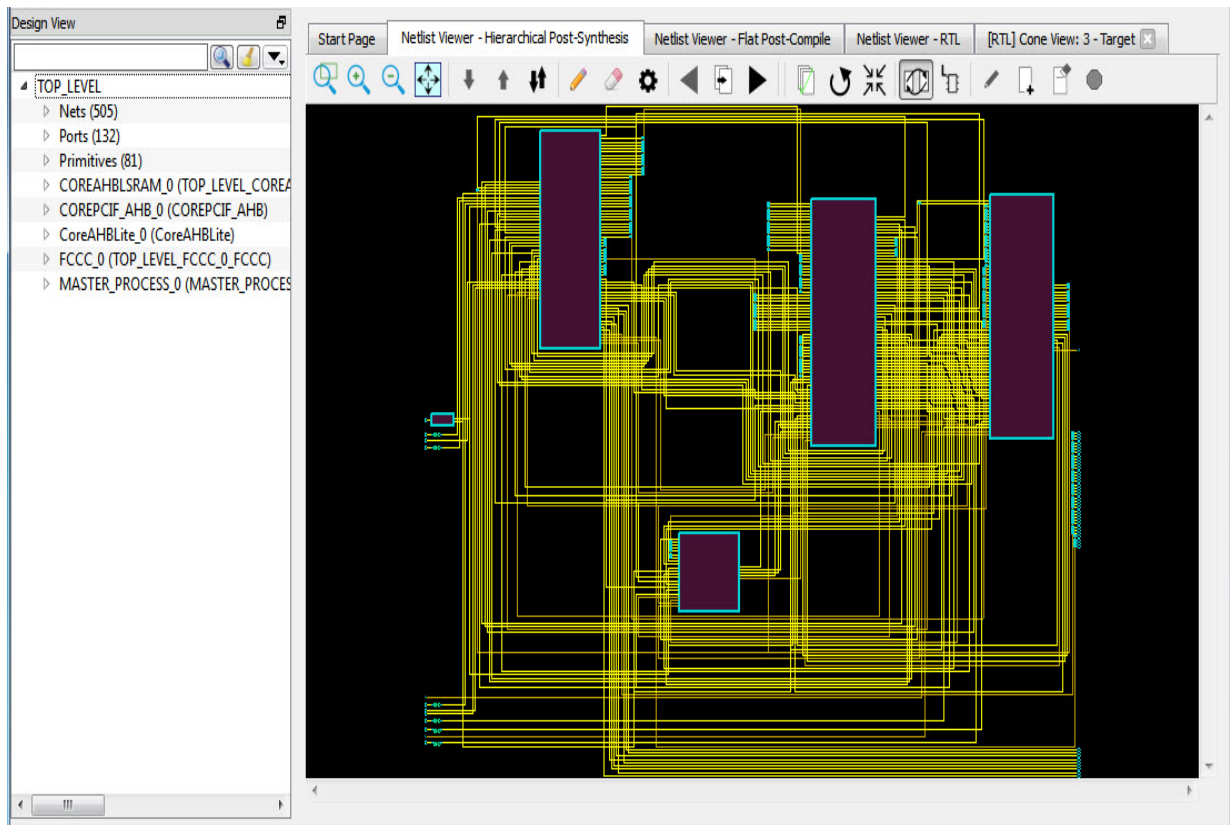 Design View
Start Page
Netlist Viewer - Hierarchical Post-Synthesis
Netlist Viewer - Flat Post-Compile
Netlist Viewer - RTL
[RTL] Cone View: 3 - Target
TOP_LEVEL
Nets (505)
Ports (132)
Primitives (81)
COREAHBLSRAM_0 (TOP_LEVEL_COREA
COREPCIF_AHB_0 (COREPCIF_AHB)
CoreAHBLite_0 (CoreAHBLite)
FCCC_0 (TOP_LEVEL_FCCC_0_FCCC)
MASTER_PROCESS_0 (MASTER_PROCES